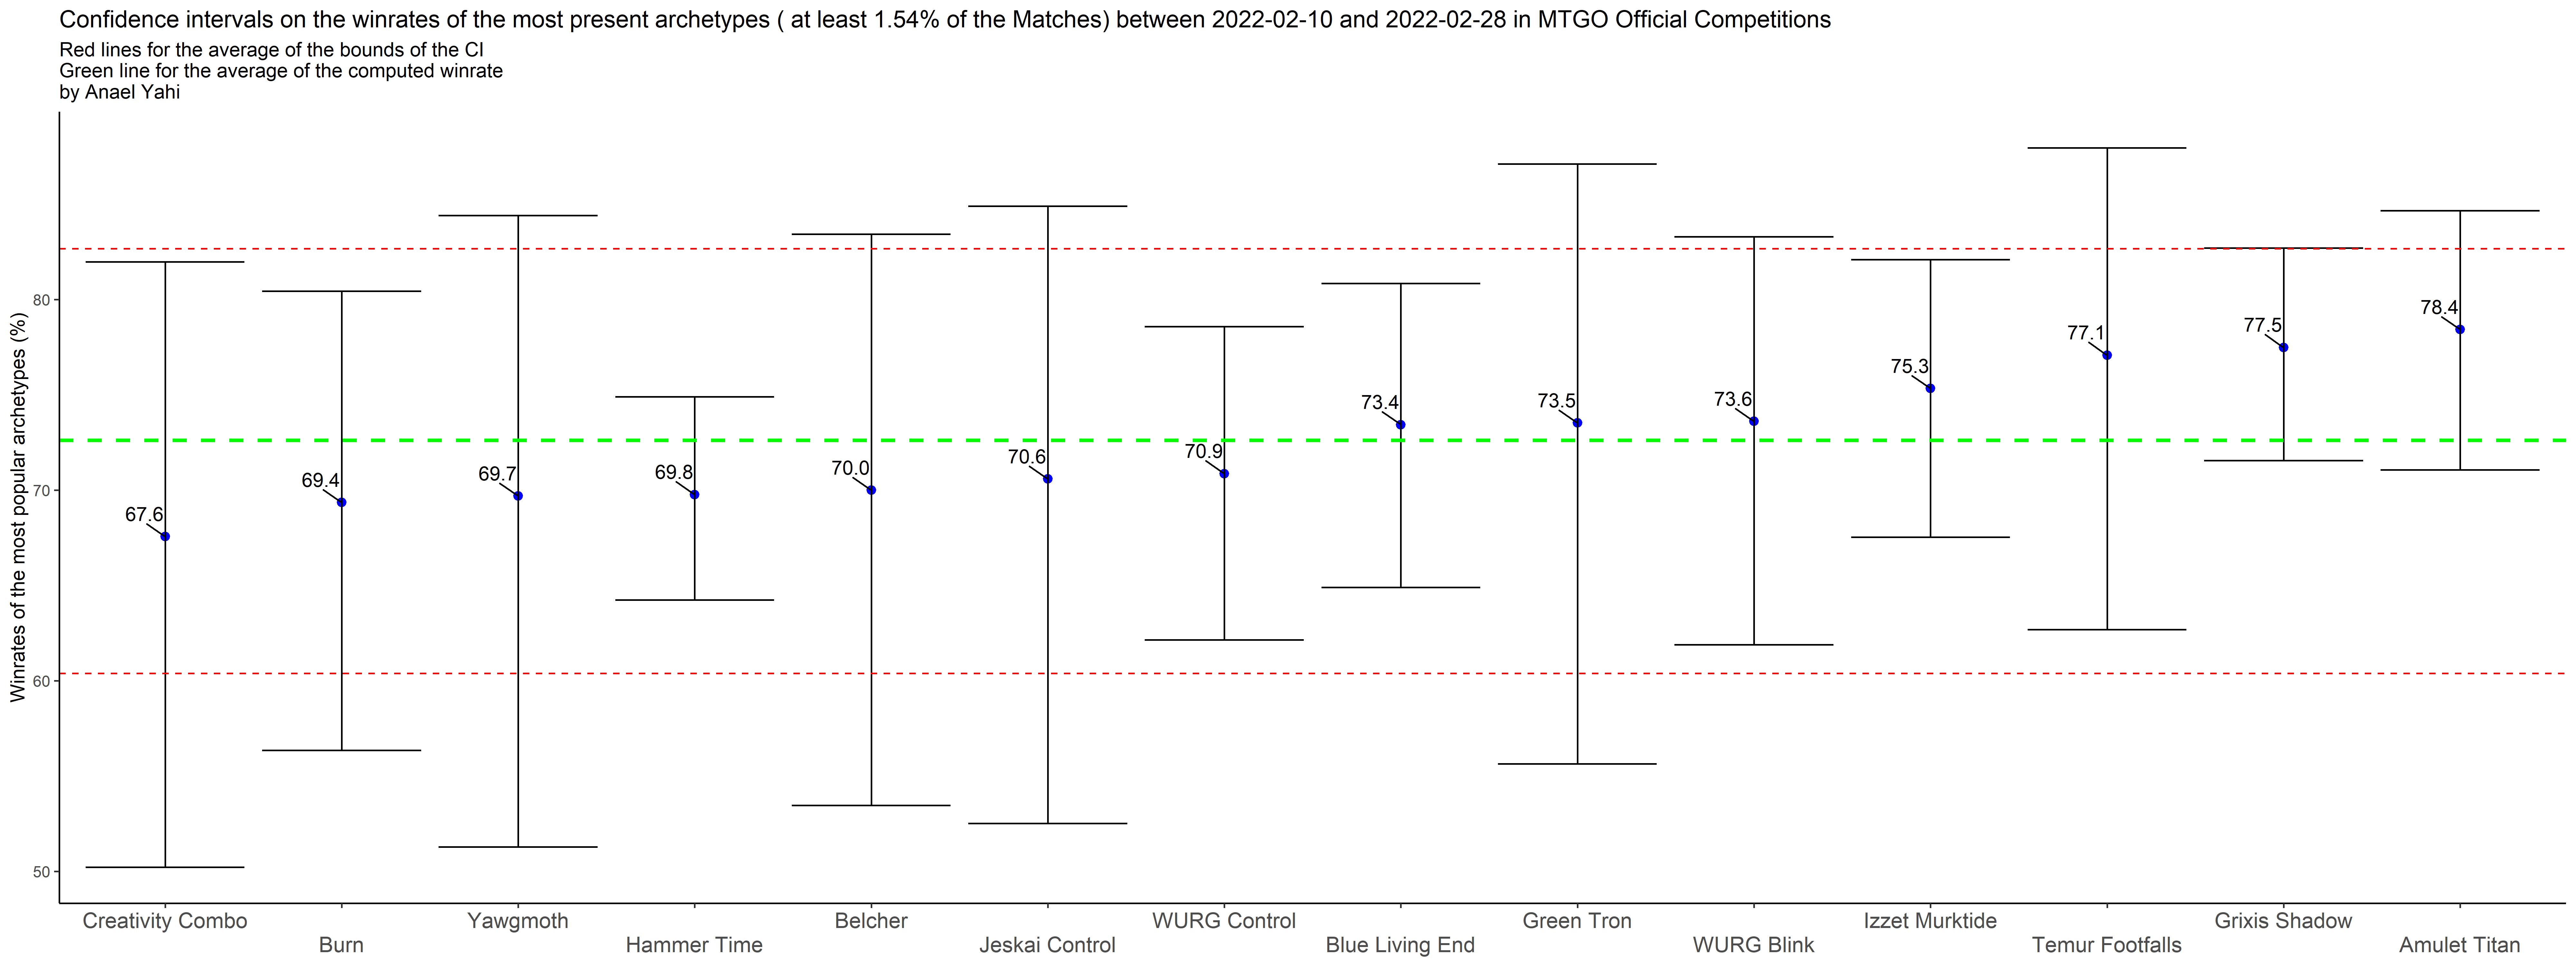 Confidence intervals on the winrates of the most present archetypes ( at least 1.54% of the Matches) between 2022-02-10 and 2022-02-28 in MTGO Official Competitions
Red lines for the average of the bounds of the CI
Green line for the average of the computed winrate
by Anael Yahi
Winrates of the most popular archetypes (%)
80
70
60
50
67.6
69.4
69.7
69.8
70.0
70.6
70.9
73.4
73.5
73.6
75.3
77.1
77.5
78.4
Creativity Combo
Burn
Yawgmoth
Hammer Time
Belcher
Jeskai Control
WURG Control
Blue Living End
Green Tron
WURG Blink
Izzet Murktide
Temur Footfalls
Grixis Shadow
Amulet Titan